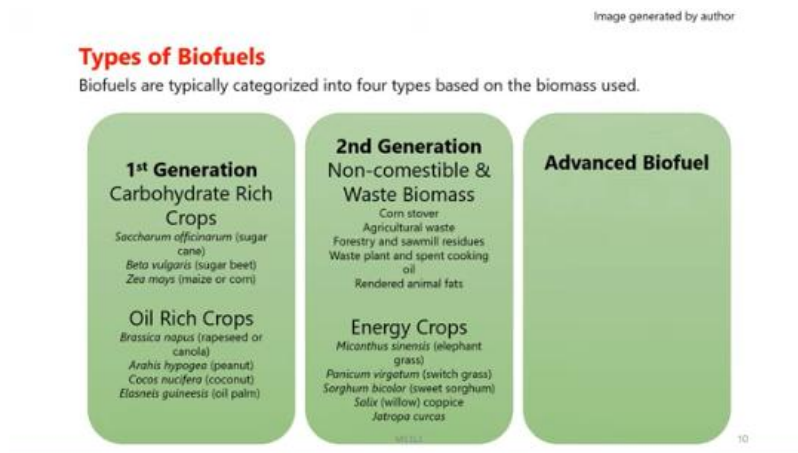 Image generated by author
Types of Biofuels
Biofuels are typically categorized into four types based on the biomass used.
1st Generation
Carbohydrate Rich
Crops
Saccharum officinarum (sugar
cane)
Beta vulgaris (sugar beet)
Zea mays (maize or corn)
Oil Rich Crops
Brassica napus (rapeseed or
canola)
Arahis hypogea (peanut)
Cocos nucifera (coconut)
Elasneis guineesis (oil palm)
2nd Generation
Non-comestible &
Waste Biomass
Corn stover
Agricultural waste
Forestry and sawmill residues
Waste plant and spent cooking
oil
Rendered animal fats
Energy Crops
Micanthus sinensis (elephant
grass)
Panicum virgatum (switch grass)
Sorghum bicolor (sweet sorghum)
Salix (willow) coppice
Jatropa curcas
Advanced Biofuel
10